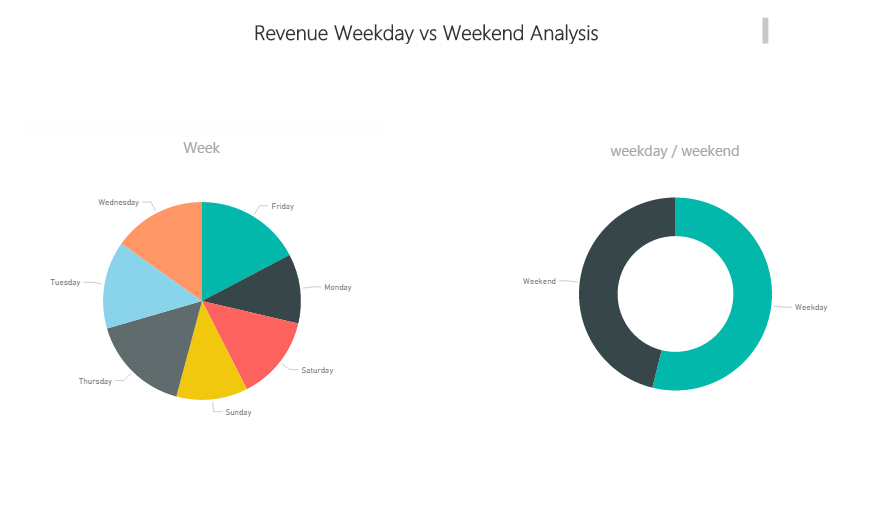 Revenue Weekday vs Weekend Analysis
Week
weekday / weekend
Wednesday
Friday
Tuesday
Monday
Thursday
Saturday
Sunday
Weekend
Weekday